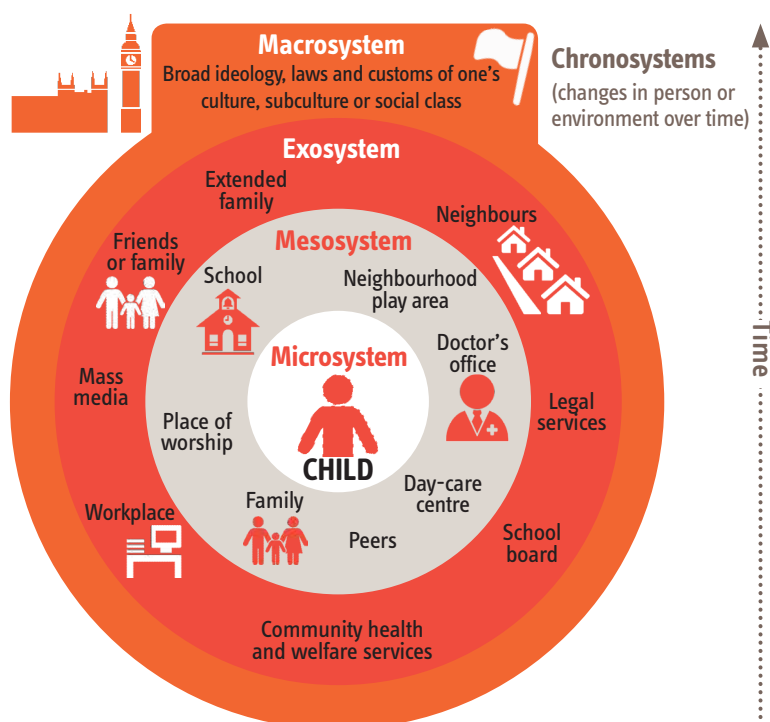 Macrosystem
Broad ideology, laws and customs of one's
culture, subculture or social class
Chronosystems
(changes in person or
environment over time)
Exosystem
Extended
family
Neighbours
Friends
or family
Mesosystem
School
Neighbourhood
play area
Microsystem
Doctor's
office
Mass
media
Time
Legal
services
Place of
worship
CHILD
Day-care
centre
Family
Workplace
Peers
School
board
Community health
and welfare services